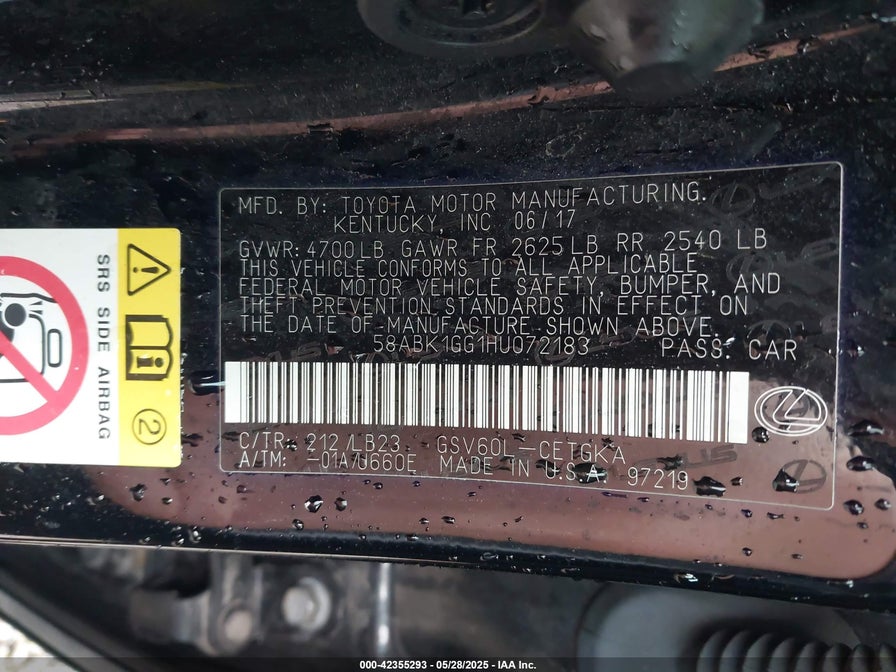 MFD. BY: TOYOTA MOTOR MANUFACTURING.
KENTUCKY, INC 06/17
GVWR: 4700 LB GAWR FR 2625 LB RR 2540 LB
THIS VEHICLE CONFORMS TO ALL APPLICABLE
FEDERAL MOTOR VEHICLE SAFETY, BUMPER, AND
THEFT PREVENTION STANDARDS IN EFFECT ON
THE DATE OF MANUFACTURE SHOWN ABOVE.
58ABK1GG1HU072183 PASS. CAR
C/TR: 212/LB23 GSV60L-CETGKA
A/TM: -01A/U660E MADE IN U.S.A. 97219
SRS SIDE AIRBAG
2
000-42355293 - 05/28/2025 - IAA Inc.